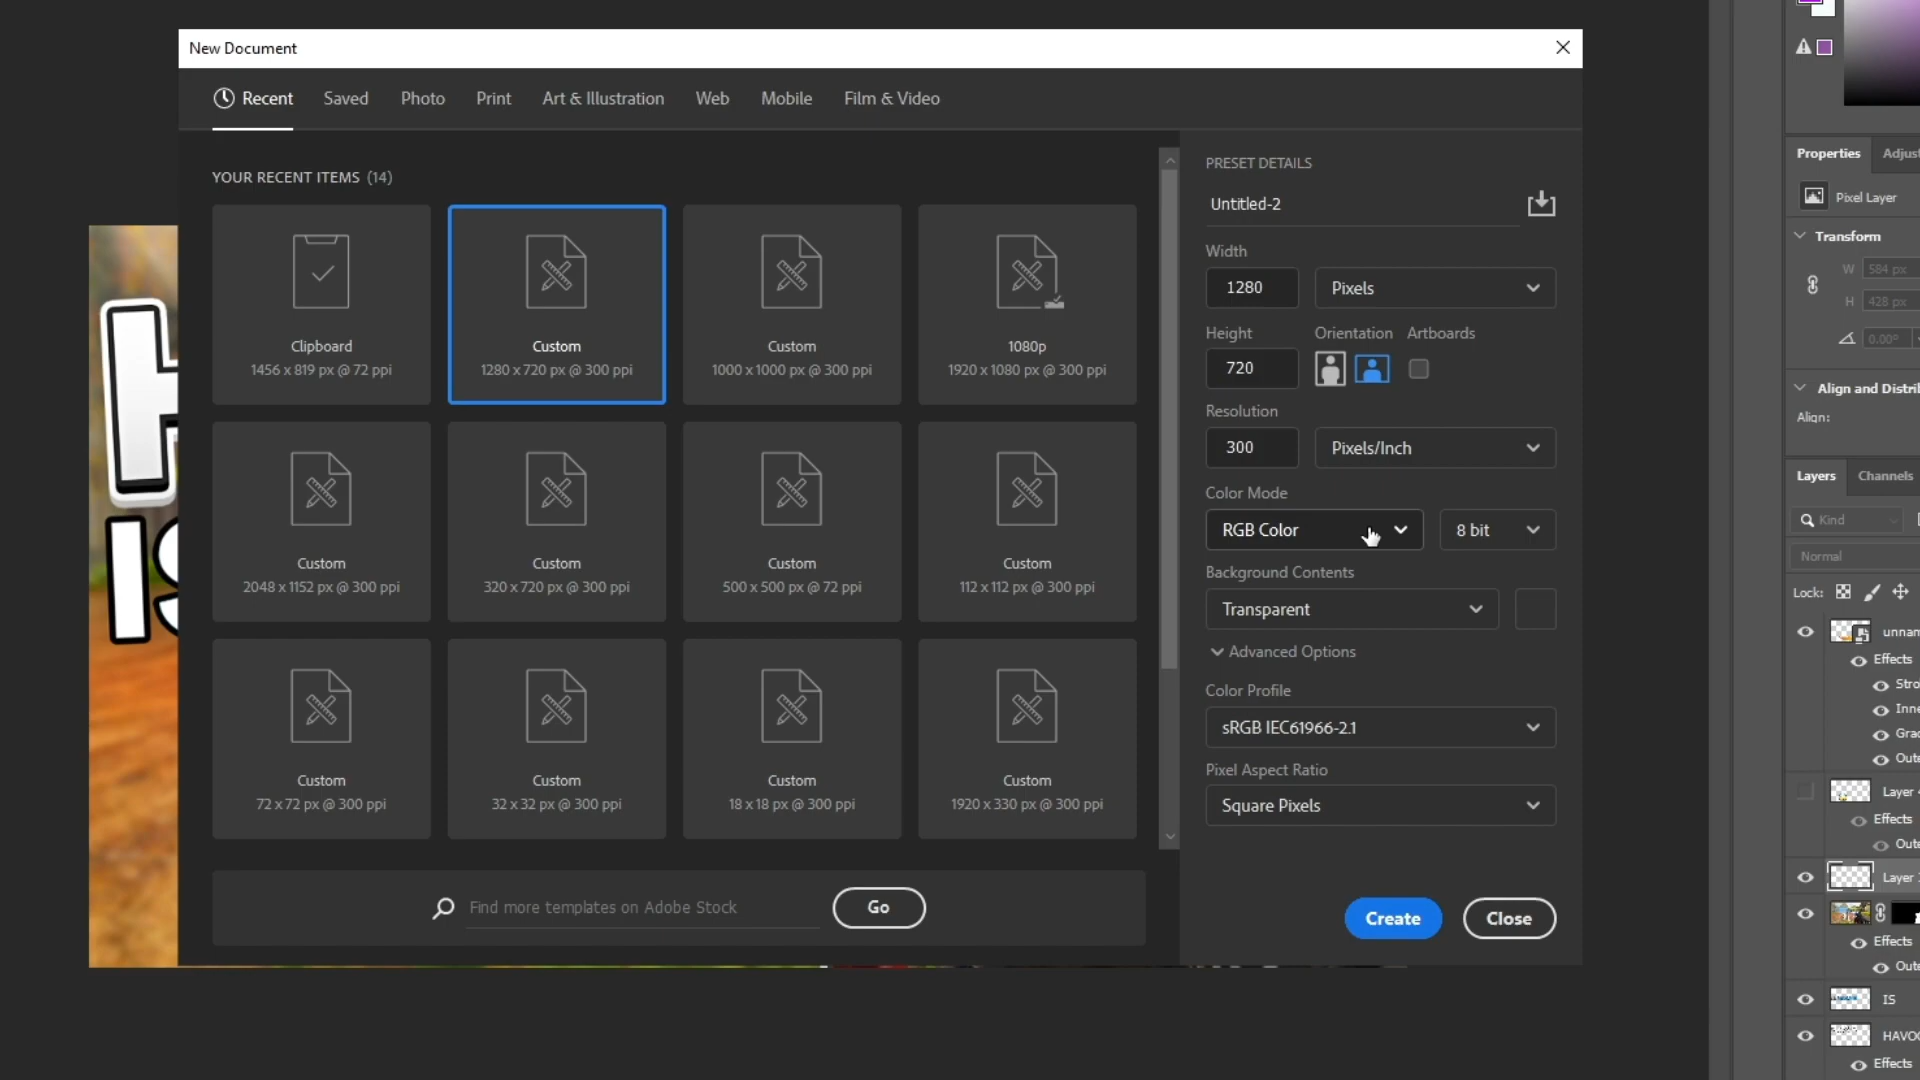 New Document
Recent
Saved
Photo
Print
Art & Illustration
Web
Mobile
Film & Video
YOUR RECENT ITEMS (14)
Clipboard
1456 x 819 px @ 72 ppi
Custom
1280 x 720 px @ 300 ppi
Custom
1000 x 1000 px @ 300 ppi
1080p
1920 x 1080 px @ 300 ppi
Custom
2048 x 1152 px @ 300 ppi
Custom
320 x 720 px @ 300 ppi
Custom
500 x 500 px @ 72 ppi
Custom
112 x 112 px @ 300 ppi
Custom
72 x 72 px @ 300 ppi
Custom
32 x 32 px @ 300 ppi
Custom
18 x 18 px @ 300 ppi
Custom
1920 x 330 px @ 300 ppi
Find more templates on Adobe Stock
Go
PRESET DETAILS
Untitled-2
Width
1280
Pixels
Height
Orientation
Artboards
720
Resolution
300
Pixels/Inch
Color Mode
RGB Color
8 bit
Background Contents
Transparent
Advanced Options
Color Profile
sRGB IEC61966-2.1
Pixel Aspect Ratio
Square Pixels
Create
Close
H
IS
Properties
Adjus
Pixel Layer
Transform
W 584 px
H 428 px
0.00°
Align and Distri
Align:
Layers
Channels
Kind
Normal
Lock:
unnam
Effects
Stro
Inne
Grad
Oute
Layer
Effects
Oute
Layer
Effects
Oute
IS
HAVOC
Effects